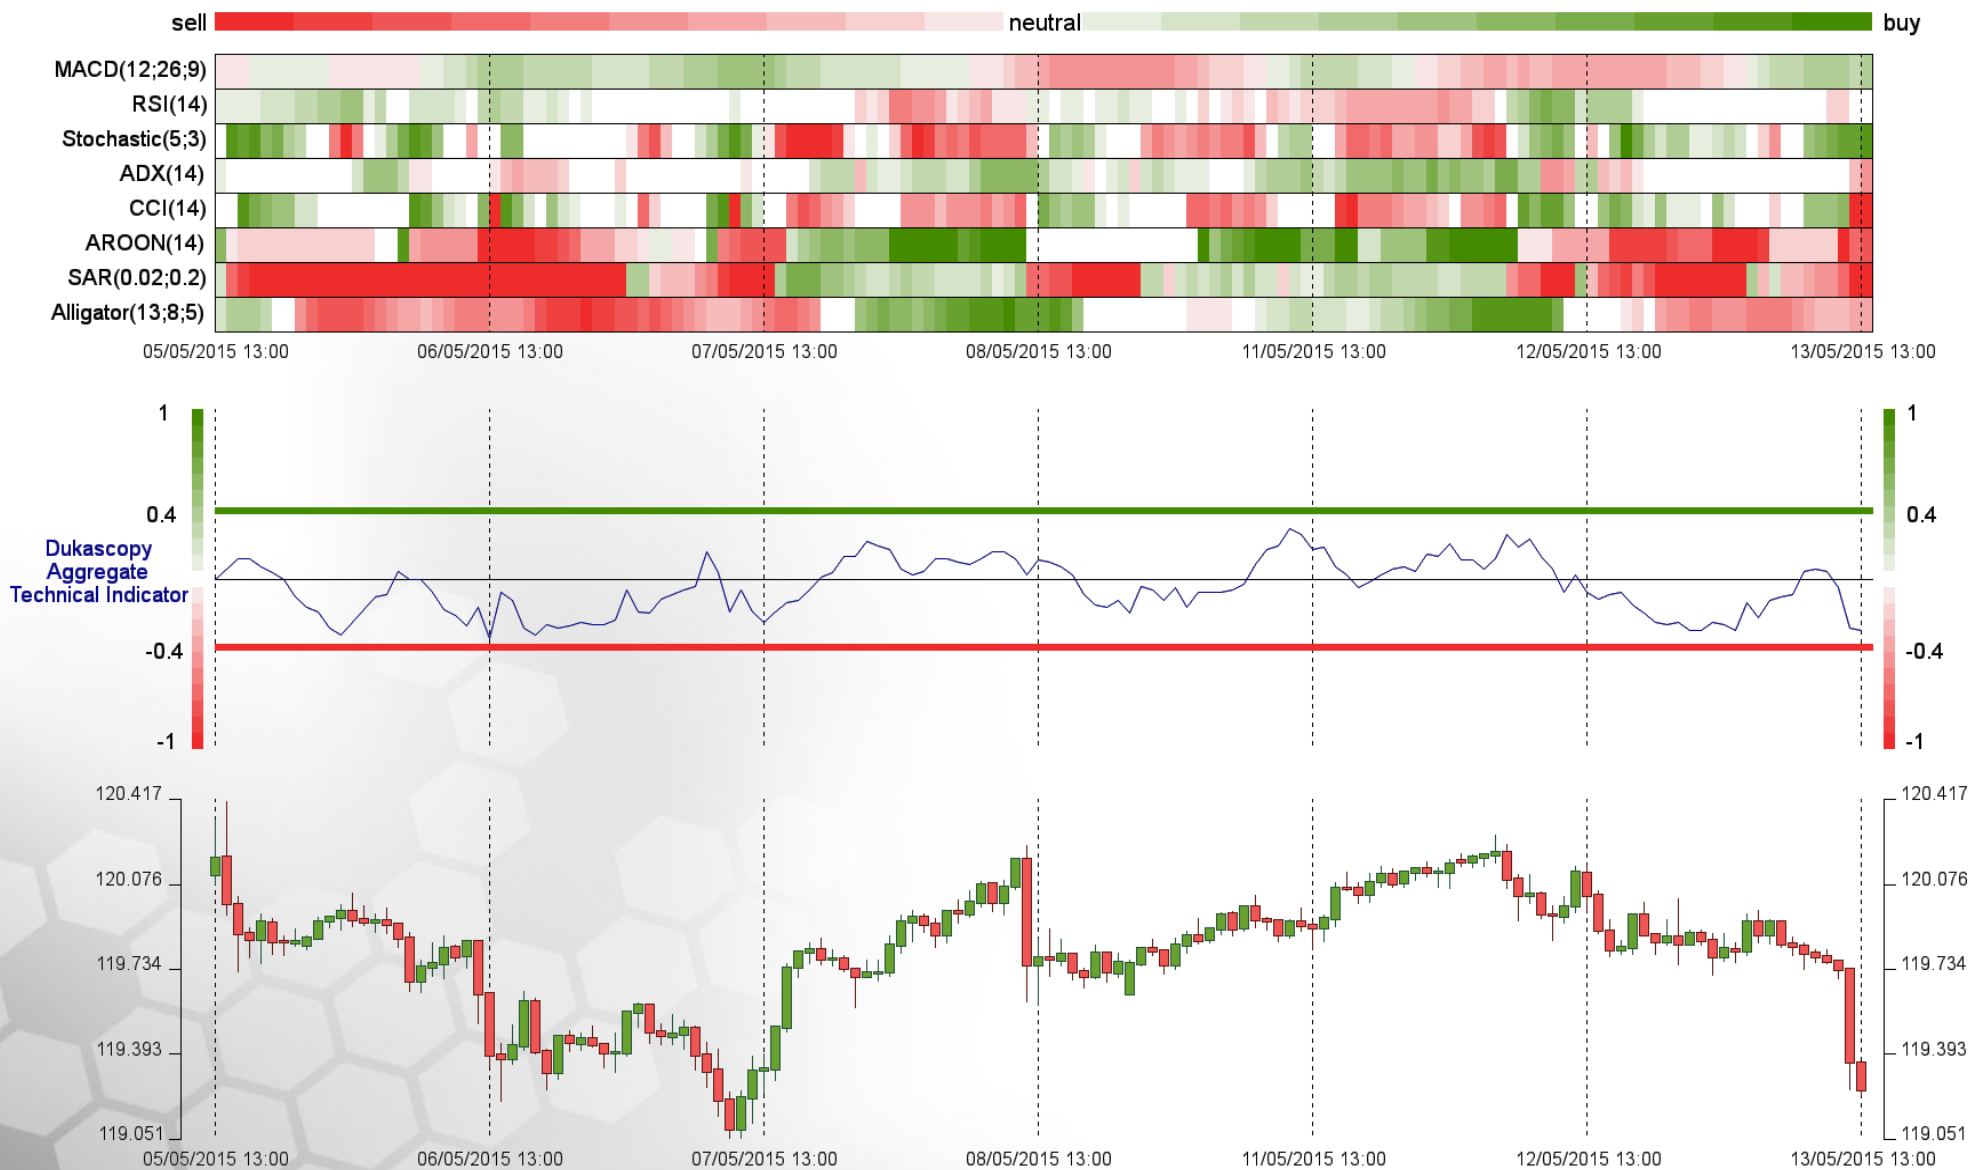 sell neutral buy
MACD(12;26;9)
RSI(14)
Stochastic(5;3)
ADX(14)
CCI(14)
AROON(14)
SAR(0.02;0.2)
Alligator(13;8;5)
05/05/2015 13:00 06/05/2015 13:00 07/05/2015 13:00 08/05/2015 13:00 11/05/2015 13:00 12/05/2015 13:00 13/05/2015 13:00
1 1
0.4 0.4
Dukascopy
Aggregate
Technical Indicator
-0.4 -0.4
-1 -1
120.417 120.417
120.076 120.076
119.734 119.734
119.393 119.393
119.051 119.051
05/05/2015 13:00 06/05/2015 13:00 07/05/2015 13:00 08/05/2015 13:00 11/05/2015 13:00 12/05/2015 13:00 13/05/2015 13:00